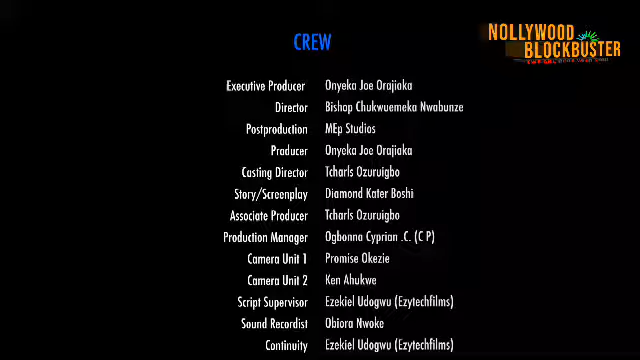 CREW
NOLLYWOOD
BLOCKBUSTER
Executive Producer Onyeka Joe Orajiaka
Director Bishop Chukwuemeka Nwabunze
Postproduction MEp Studios
Producer Onyeka Joe Orajiaka
Casting Director Tcharls Ozuruigbo
Story/Screenplay Diamond Kater Boshi
Associate Producer Tcharls Ozuruigbo
Production Manager Ogbonna Cyprian .C. (C P)
Camera Unit 1 Promise Okezie
Camera Unit 2 Ken Ahukwe
Script Supervisor Ezekiel Udogwu (Ezytechfilms)
Sound Recordist Obiora Nwoke
Continuity Ezekiel Udogwu (Ezytechfilms)